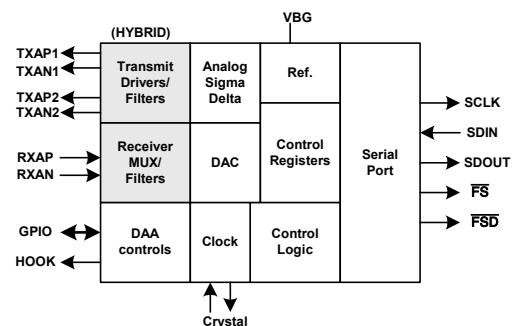 (HYBRID)
VBG
TXAP1
TXAN1
TXAP2
TXAN2
RXAP
RXAN
GPIO
HOOK
Transmit
Drivers/
Filters
Analog
Sigma
Delta
Ref.
Receiver
MUX/
Filters
DAC
Control
Registers
Serial
Port
DAA
controls
Clock
Control
Logic
SCLK
SDIN
SDOUT
FS
FSD
Crystal